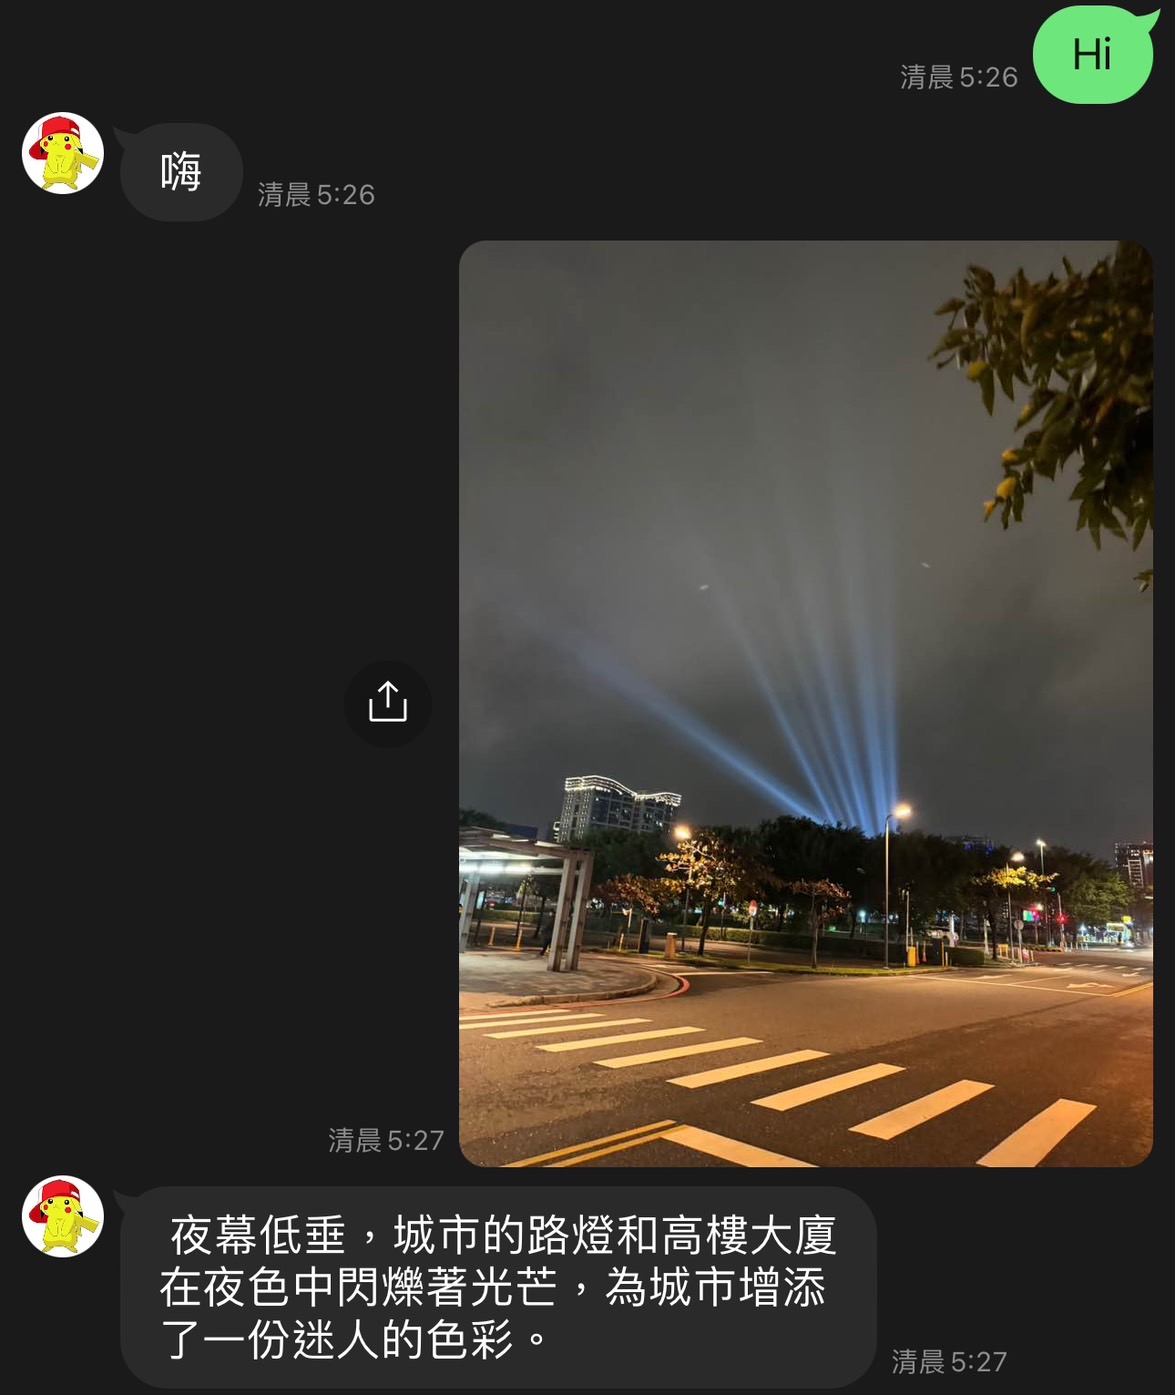 Hi
清晨 5:26
嗨
清晨 5:26
清晨 5:27
夜幕低垂，城市的路燈和高樓大廈
在夜色中閃爍著光芒，為城市增添
了一份迷人的色彩。
清晨 5:27